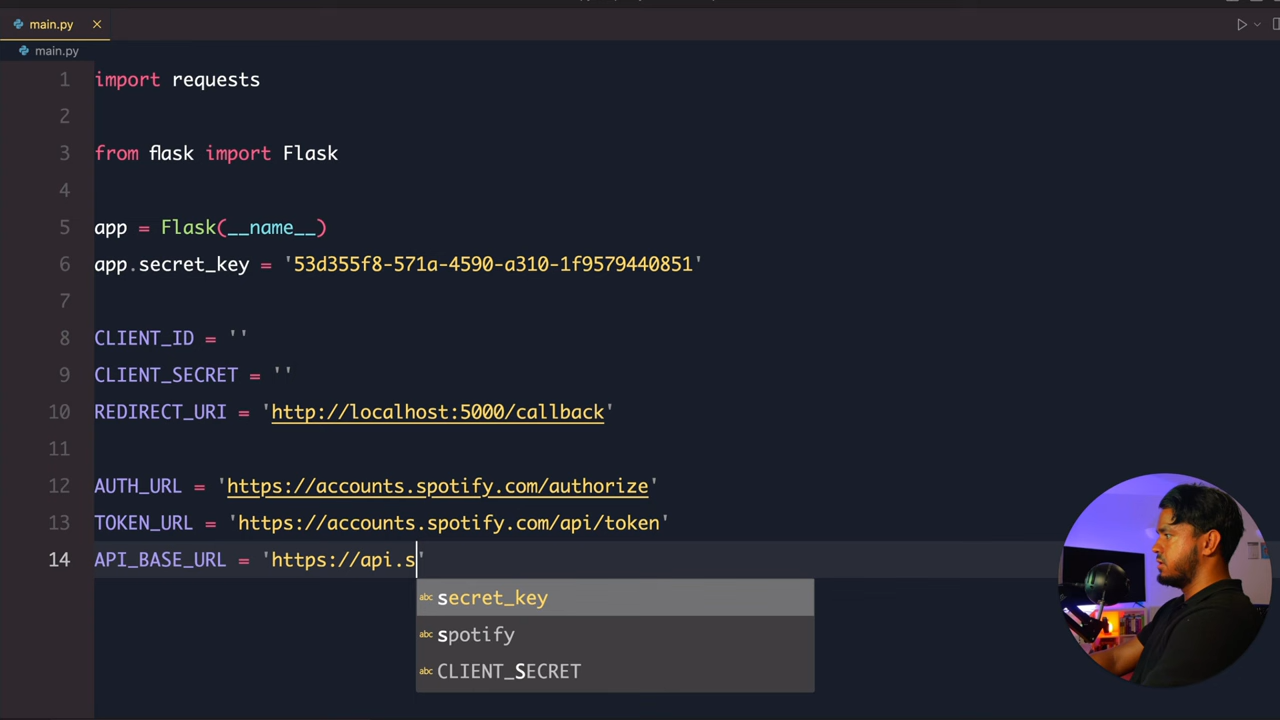 main.py
main.py
1 import requests
2
3 from flask import Flask
4
5 app = Flask(__name__)
6 app.secret_key = '53d355f8-571a-4590-a310-1f9579440851'
7
8 CLIENT_ID = ''
9 CLIENT_SECRET = ''
10 REDIRECT_URI = 'http://localhost:5000/callback'
11
12 AUTH_URL = 'https://accounts.spotify.com/authorize'
13 TOKEN_URL = 'https://accounts.spotify.com/api/token'
14 API_BASE_URL = 'https://api.s'
abc secret_key
abc spotify
abc CLIENT_SECRET